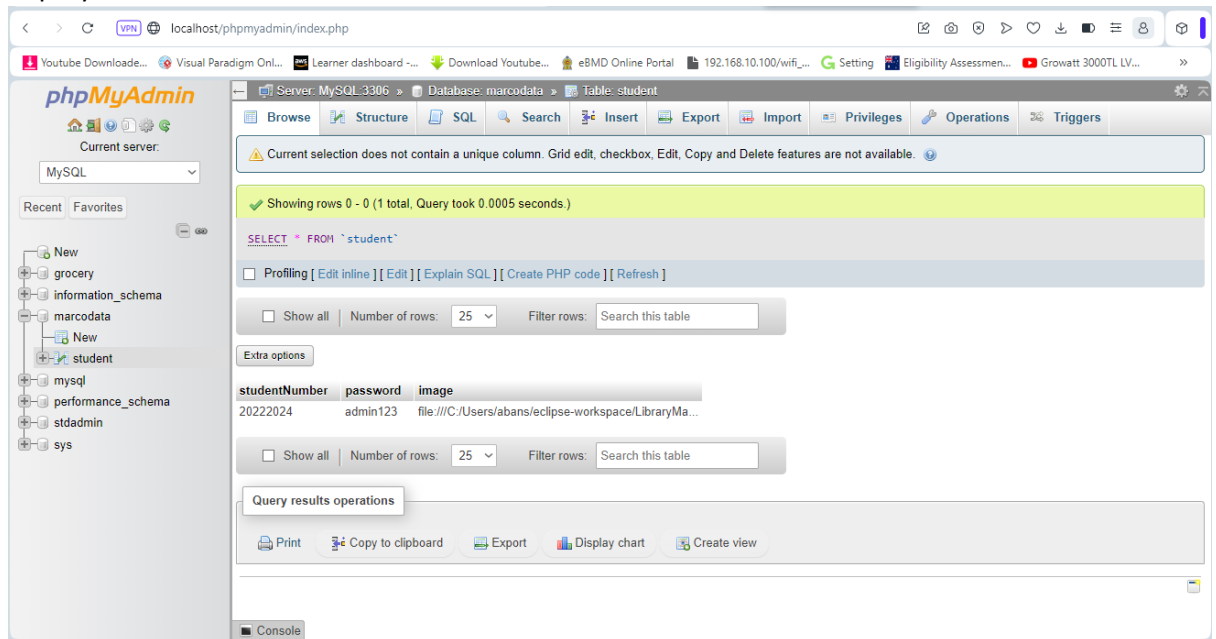 VPN localhost/phpmyadmin/index.php
Youtube Downloade... Visual Paradigm Onl... Learner dashboard -... Download Youtube... eBMD Online Portal 192.168.10.100/wifi_... Setting Eligibility Assessmen... Growatt 3000TL LV... »
phpMyAdmin
Current server:
MySQL
Recent Favorites
New
grocery
information_schema
marcodata
New
student
mysql
performance_schema
stdadmin
sys
Server: MySQL:3306 » Database: marcodata » Table: student
Browse Structure SQL Search Insert Export Import Privileges Operations Triggers
Current selection does not contain a unique column. Grid edit, checkbox, Edit, Copy and Delete features are not available.
Showing rows 0 - 0 (1 total, Query took 0.0005 seconds.)
SELECT * FROM `student`
Profiling [ Edit inline ] [ Edit ] [ Explain SQL ] [ Create PHP code ] [ Refresh ]
Show all | Number of rows: 25 Filter rows: Search this table
Extra options
studentNumber password image
20222024 admin123 file:///C:/Users/abans/eclipse-workspace/LibraryMa...
Show all | Number of rows: 25 Filter rows: Search this table
Query results operations
Print Copy to clipboard Export Display chart Create view
Console